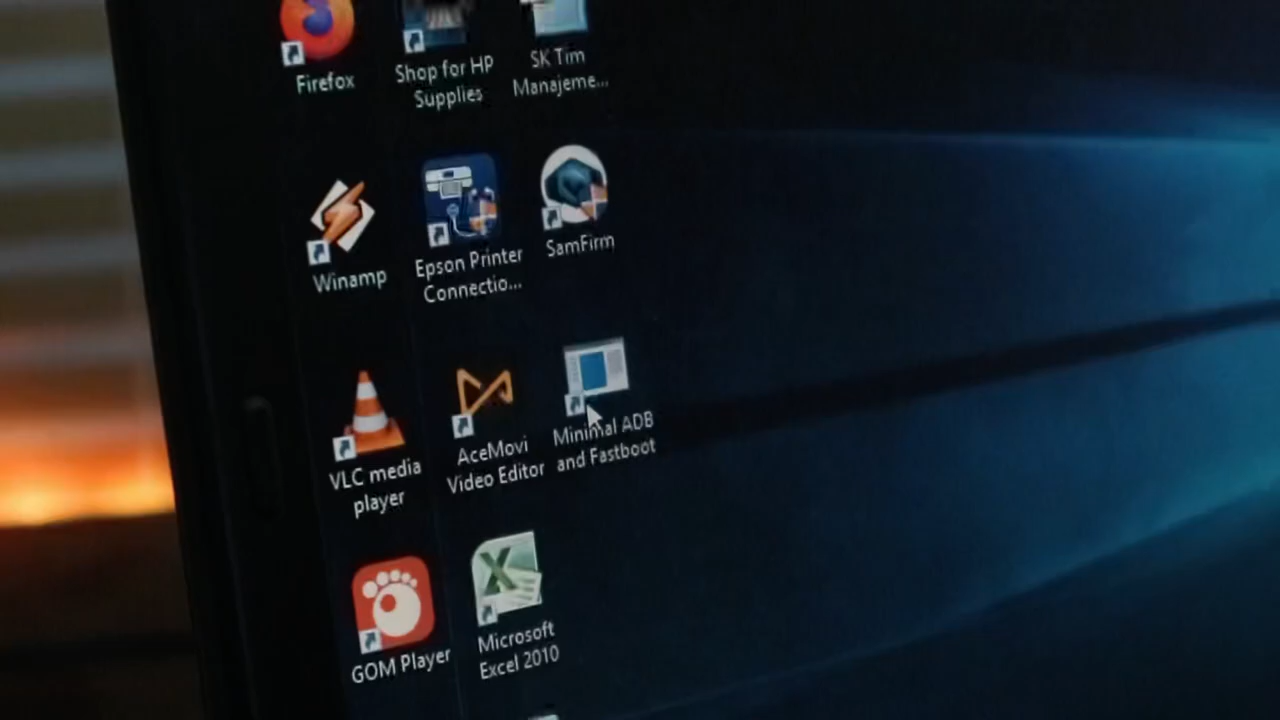 Firefox
Shop for HP
Supplies
SK Tim
Manajeme...
Winamp
Epson Printer
Connectio...
SamFirm
VLC media
player
AceMovi
Video Editor
Minimal ADB
and Fastboot
GOM Player
Microsoft
Excel 2010